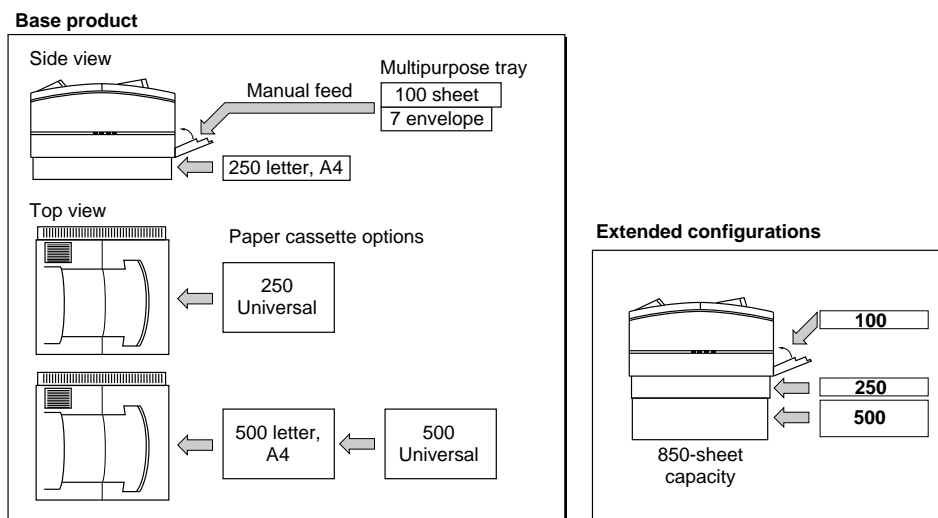 Base product
Side view
Manual feed
Multipurpose tray
100 sheet
7 envelope
250 letter, A4
Top view
Paper cassette options
250
Universal
500 letter,
A4
500
Universal
Extended configurations
100
250
500
850-sheet
capacity